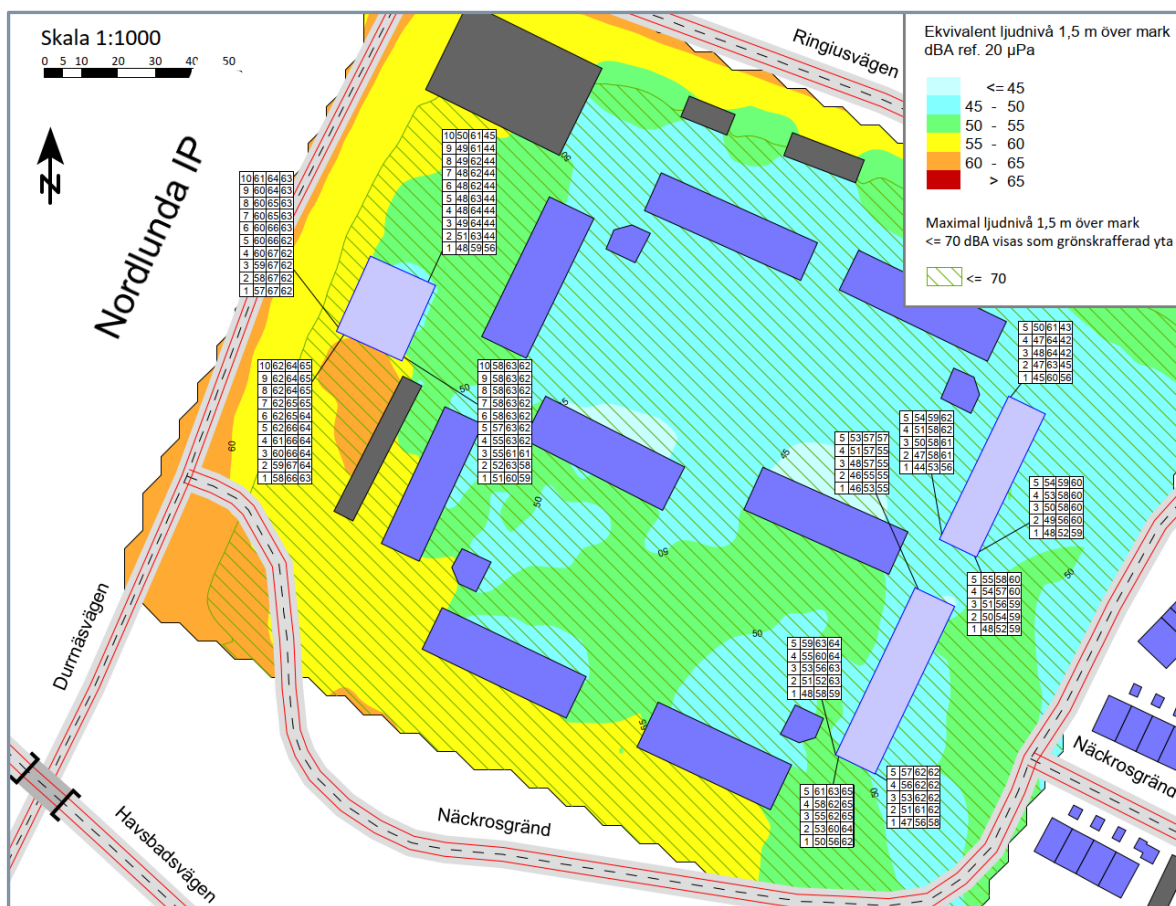 Skala 1:1000
0 5 10 20 30 40 50
N
Nordlunda IP
Ringiusvägen
Durrnäsvägen
Havsbadsvägen
Näckrosgränd
Näckrosgränd
Ekvivalent ljudnivå 1,5 m över mark
dBA ref. 20 µPa
<= 45
45 - 50
50 - 55
55 - 60
60 - 65
> 65
Maximal ljudnivå 1,5 m över mark
<= 70 dBA visas som grönskrafferad yta
<= 70
10 50 61 45
9 49 61 44
8 49 62 44
7 48 62 44
6 48 62 44
5 48 63 44
4 48 64 44
3 49 64 44
2 51 63 44
1 48 59 56
10 61 64 63
9 60 64 63
8 60 65 63
7 60 65 63
6 60 66 63
5 60 66 62
4 60 67 62
3 59 67 62
2 58 67 62
1 57 67 62
10 62 64 65
9 62 64 65
8 62 64 65
7 62 65 65
6 62 65 64
5 62 66 64
4 61 66 64
3 60 66 64
2 59 67 64
1 58 66 63
10 58 63 62
9 58 63 62
8 58 63 62
7 58 63 62
6 58 63 62
5 57 63 62
4 55 63 62
3 55 61 61
2 52 63 58
1 51 60 59
5 50 61 43
4 47 64 42
3 48 64 42
2 47 63 45
1 45 60 56
5 54 59 62
4 51 58 62
3 50 58 61
2 47 58 61
1 44 53 56
5 53 57 57
4 51 57 55
3 48 57 55
2 46 55 55
1 46 53 55
5 54 59 60
4 53 58 60
3 50 58 60
2 49 56 60
1 48 52 59
5 55 58 60
4 54 57 60
3 51 56 59
2 50 54 59
1 48 52 59
5 59 63 64
4 55 60 64
3 53 56 63
2 51 52 63
1 48 58 59
5 57 62 62
4 56 62 62
3 53 62 62
2 51 61 62
1 47 56 58
5 61 63 65
4 58 62 65
3 55 62 65
2 53 60 64
1 50 56 62
50
50
5
45
60
50
50
50
50
55
50